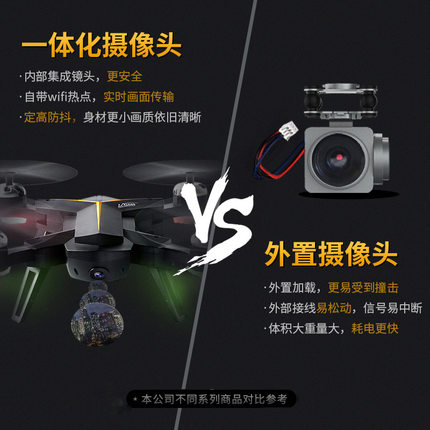 一体化摄像头
·内部集成镜头，更安全
·自带wifi热点，实时画面传输
·定高防抖，身材更小画质依旧清晰
VS
外置摄像头
·外置加载，更易受到撞击
·外部接线易松动，信号易中断
·体积大重量大，耗电更快
★ 本公司不同系列商品对比参考 ★